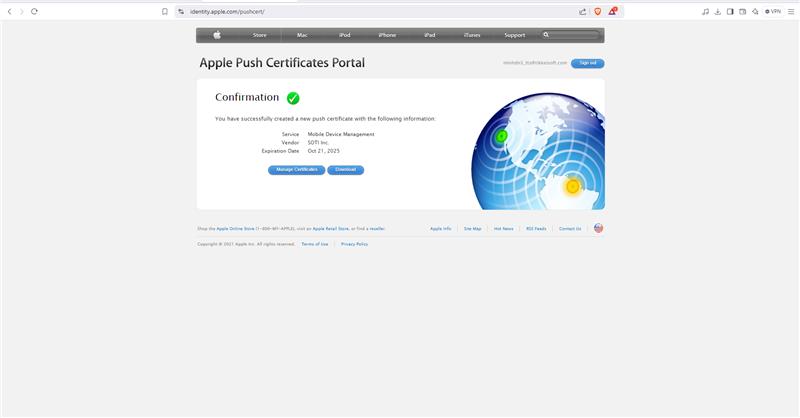 identity.apple.com/pushcert/
VPN
Store Mac iPod iPhone iPad iTunes Support
Apple Push Certificates Portal
Sign out
Confirmation
You have successfully created a new push certificate with the following information:
Service Mobile Device Management
Vendor SOTI Inc.
Expiration Date Oct 21, 2025
Manage Certificates Download
Shop the Apple Online Store (1-800-MY-APPLE), visit an Apple Retail Store, or find a reseller.
Apple Info Site Map Hot News RSS Feeds Contact Us
Copyright © 2021 Apple Inc. All rights reserved. Terms of Use Privacy Policy